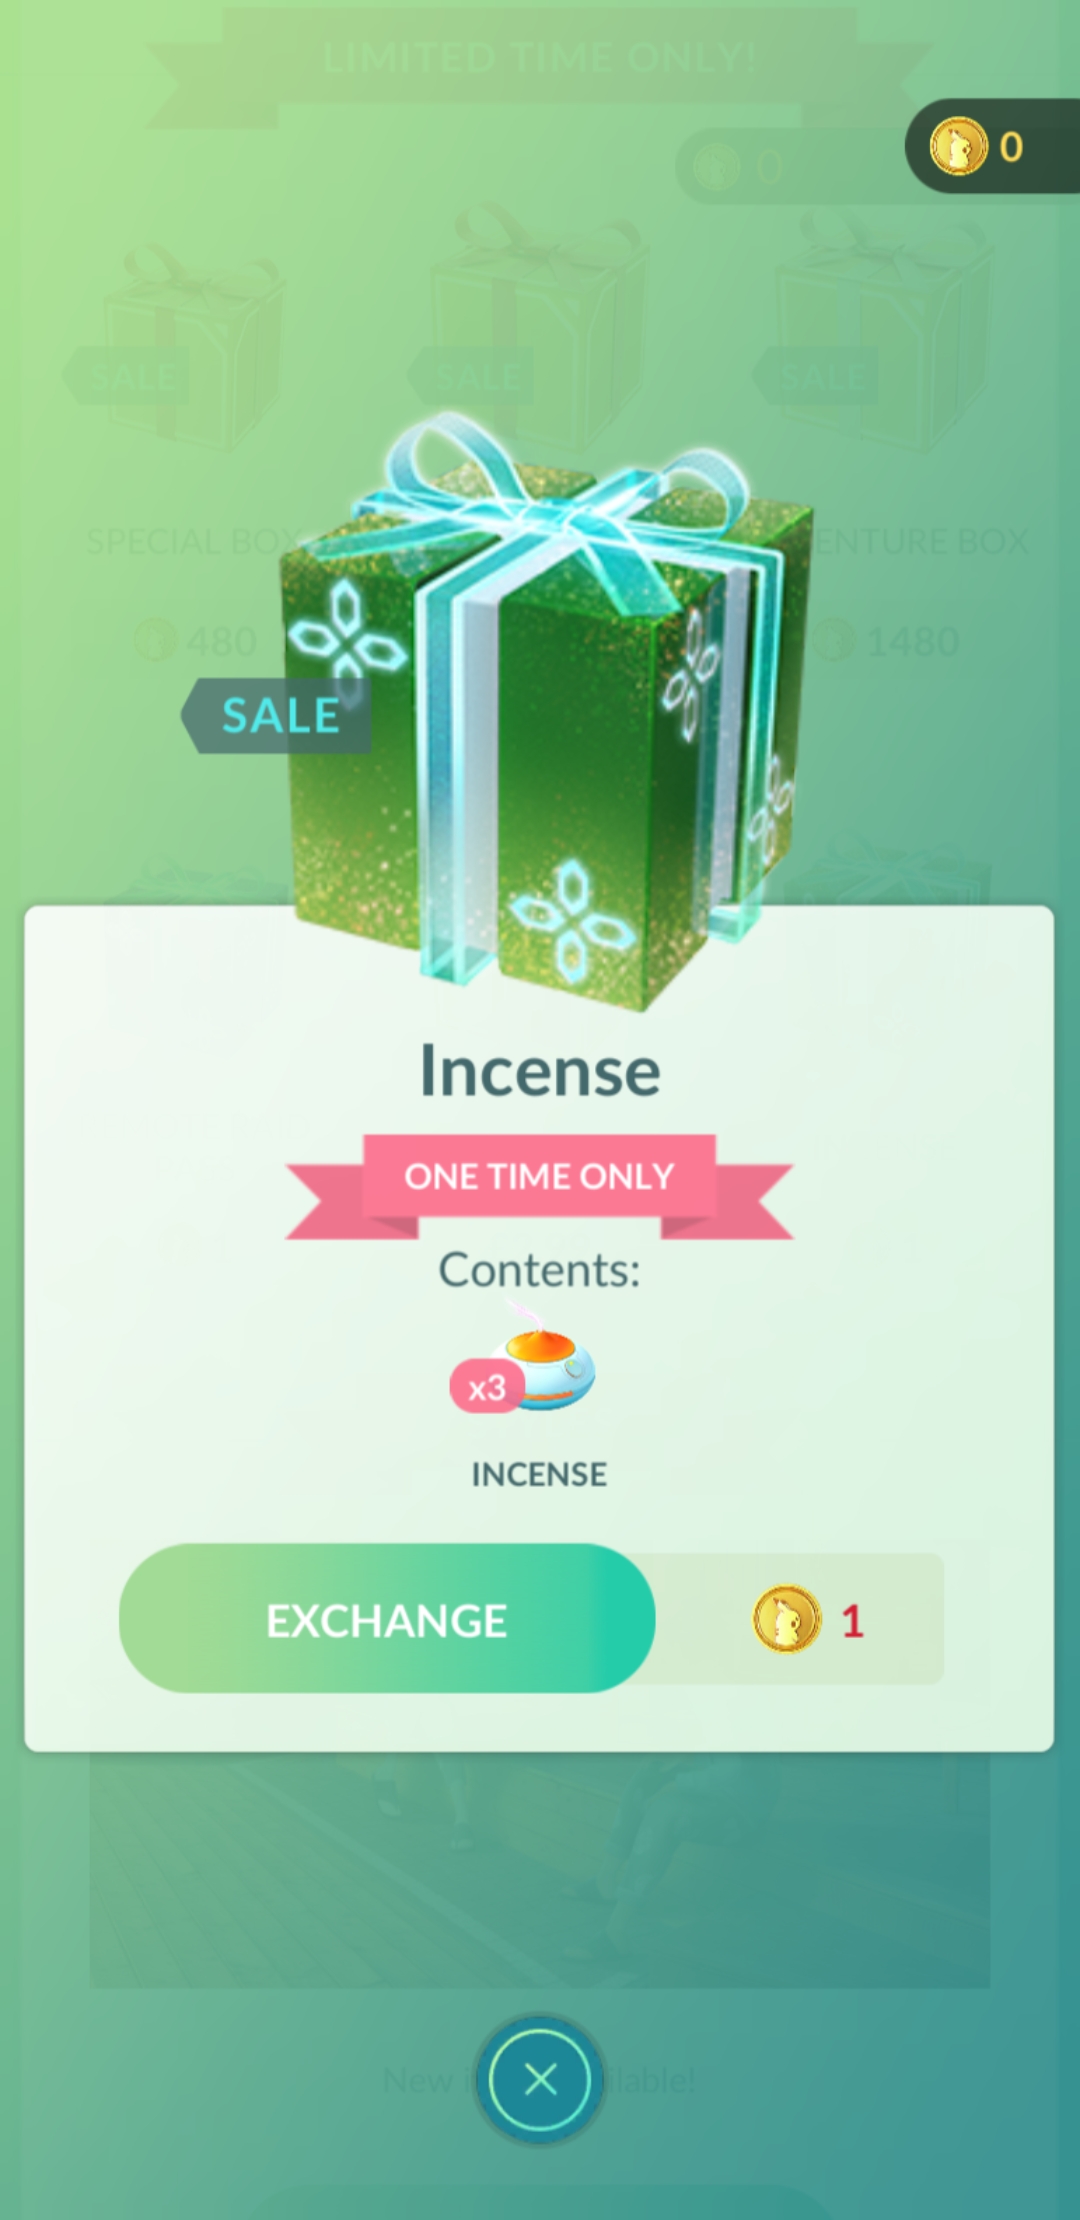 LIMITED TIME ONLY!
0
0
SALE
SALE
SALE
SPECIAL BOX
ENTURE BOX
480
1480
SALE
Incense
ONE TIME ONLY
Contents:
x3
INCENSE
EXCHANGE
1
New i lable!